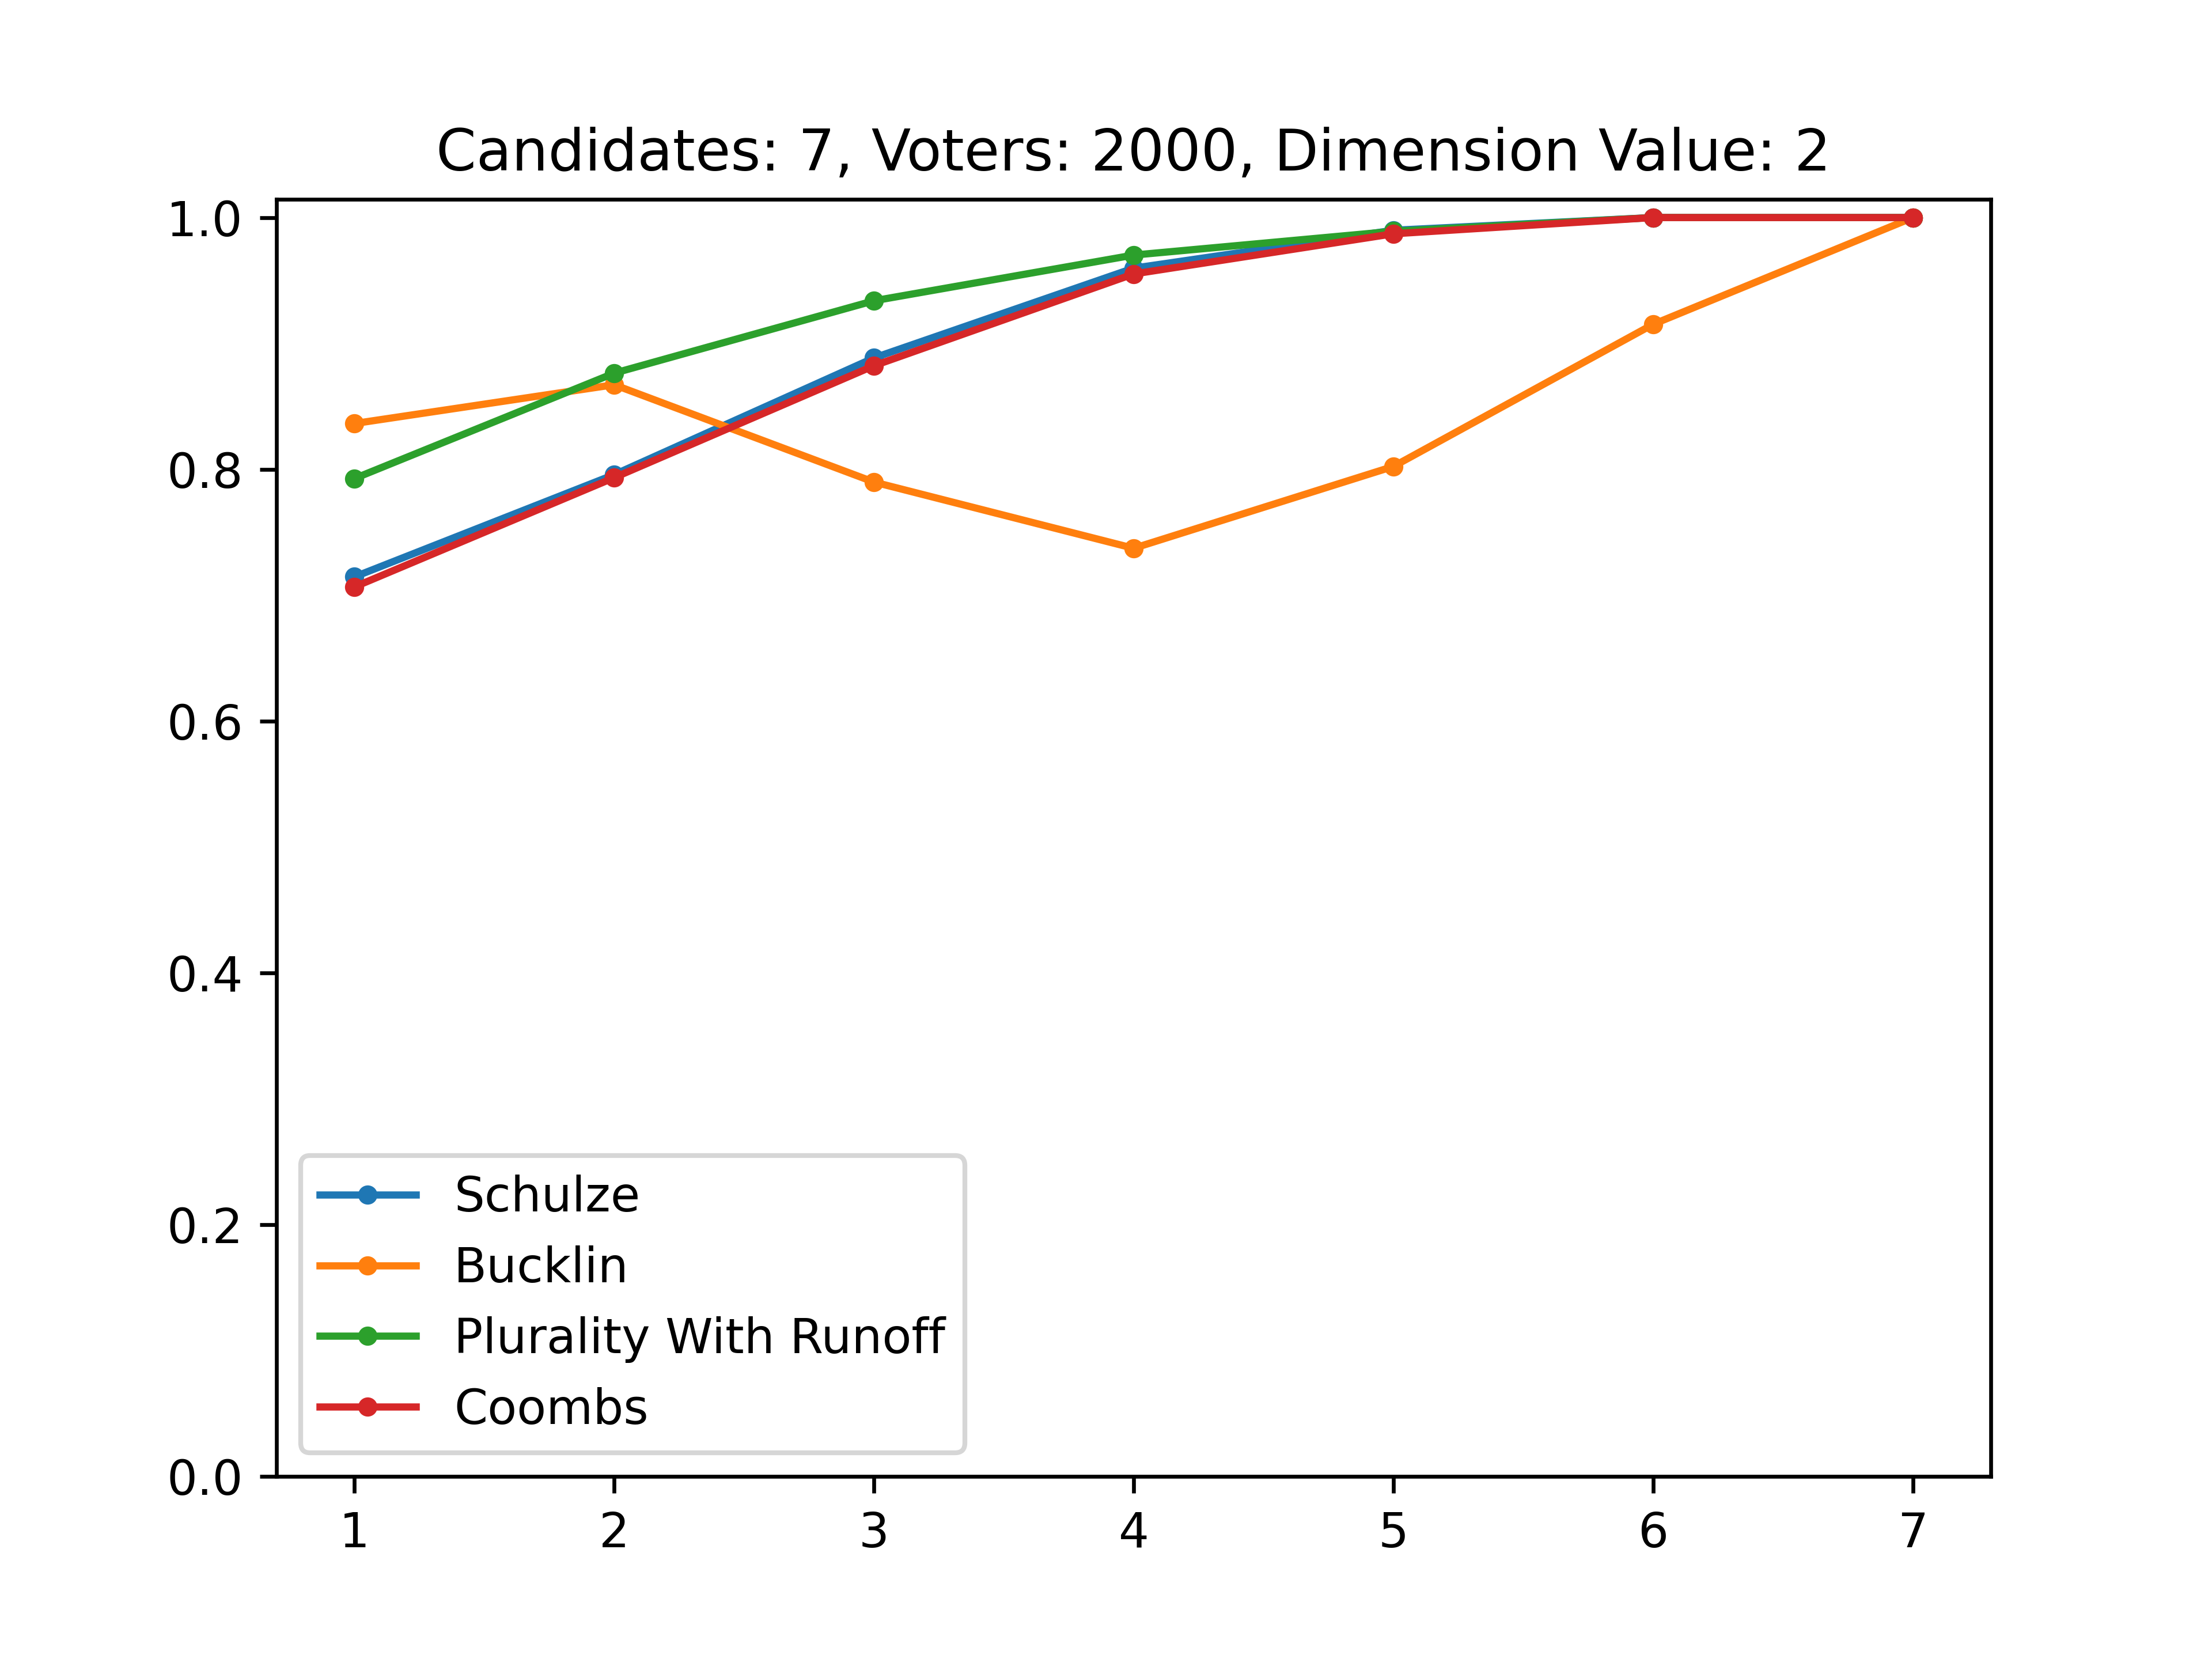 Candidates: 7, Voters: 2000, Dimension Value: 2
1.0
0.8
0.6
0.4
0.2
0.0
Schulze
Bucklin
Plurality With Runoff
Coombs
1 2 3 4 5 6 7